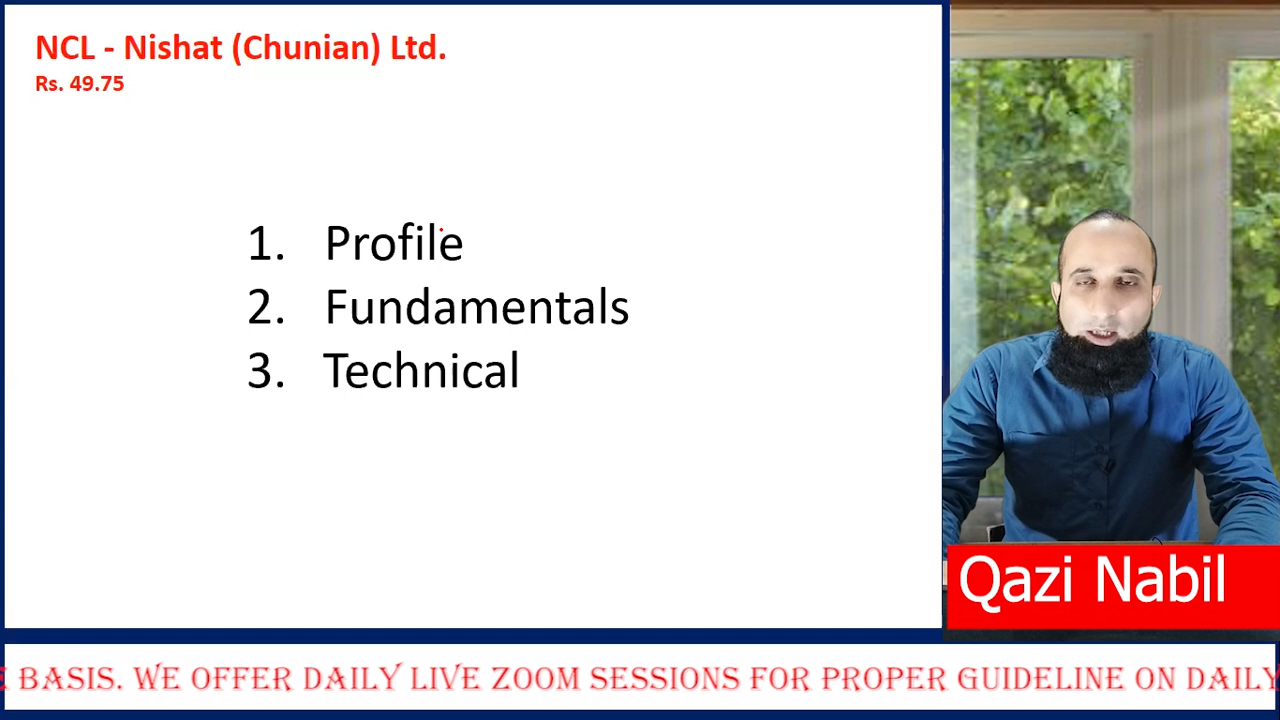 NCL - Nishat (Chunian) Ltd.
Rs. 49.75
1. Profile
2. Fundamentals
3. Technical
Qazi Nabil
BASIS. WE OFFER DAILY LIVE ZOOM SESSIONS FOR PROPER GUIDELINE ON DAILY